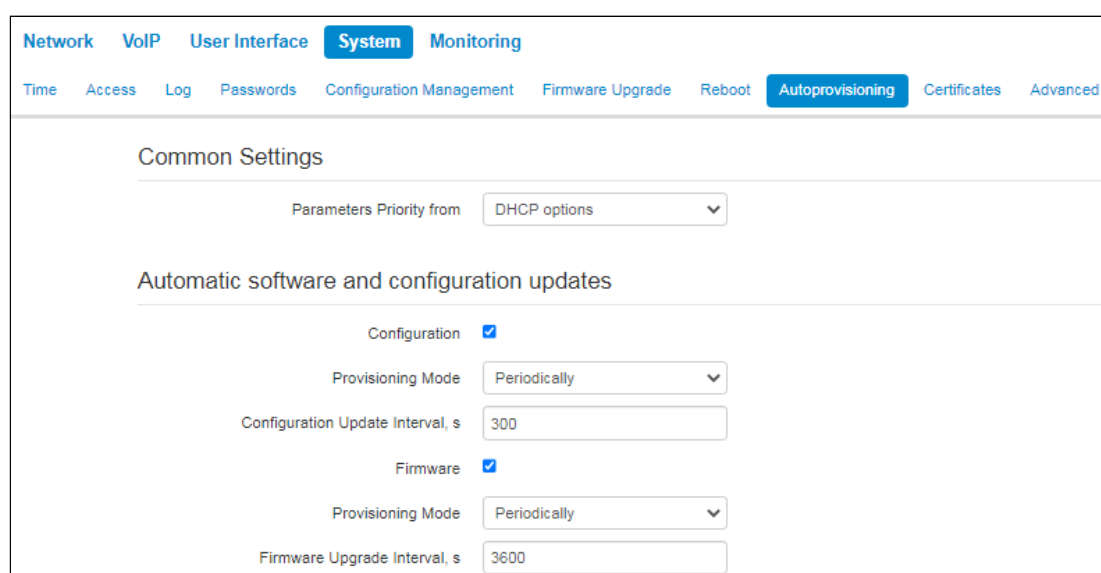 Network VoIP User Interface System Monitoring
Time Access Log Passwords Configuration Management Firmware Upgrade Reboot Autoprovisioning Certificates Advanced
Common Settings
Parameters Priority from DHCP options
Automatic software and configuration updates
Configuration
Provisioning Mode Periodically
Configuration Update Interval, s 300
Firmware
Provisioning Mode Periodically
Firmware Upgrade Interval, s 3600